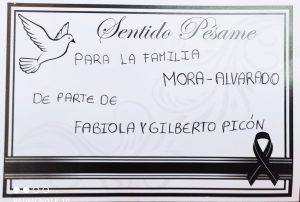 Sentido Pésame
PARA LA FAMILIA
MORA-ALVARADO
DE PARTE DE
FABIOLA Y GILBERTO PICÓN